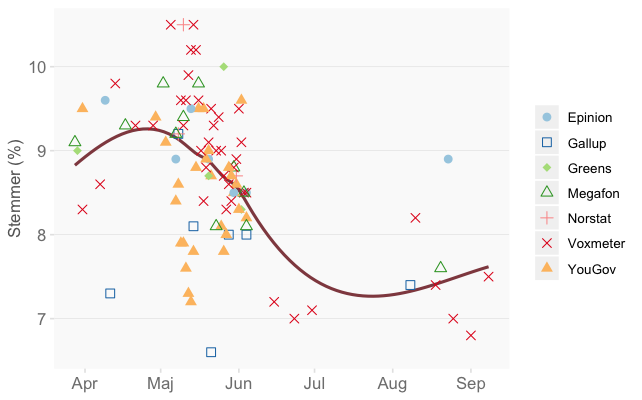 Stemmer (%)
10
9
8
7
Apr Maj Jun Jul Aug Sep
Epinion
Gallup
Greens
Megafon
Norstat
Voxmeter
YouGov